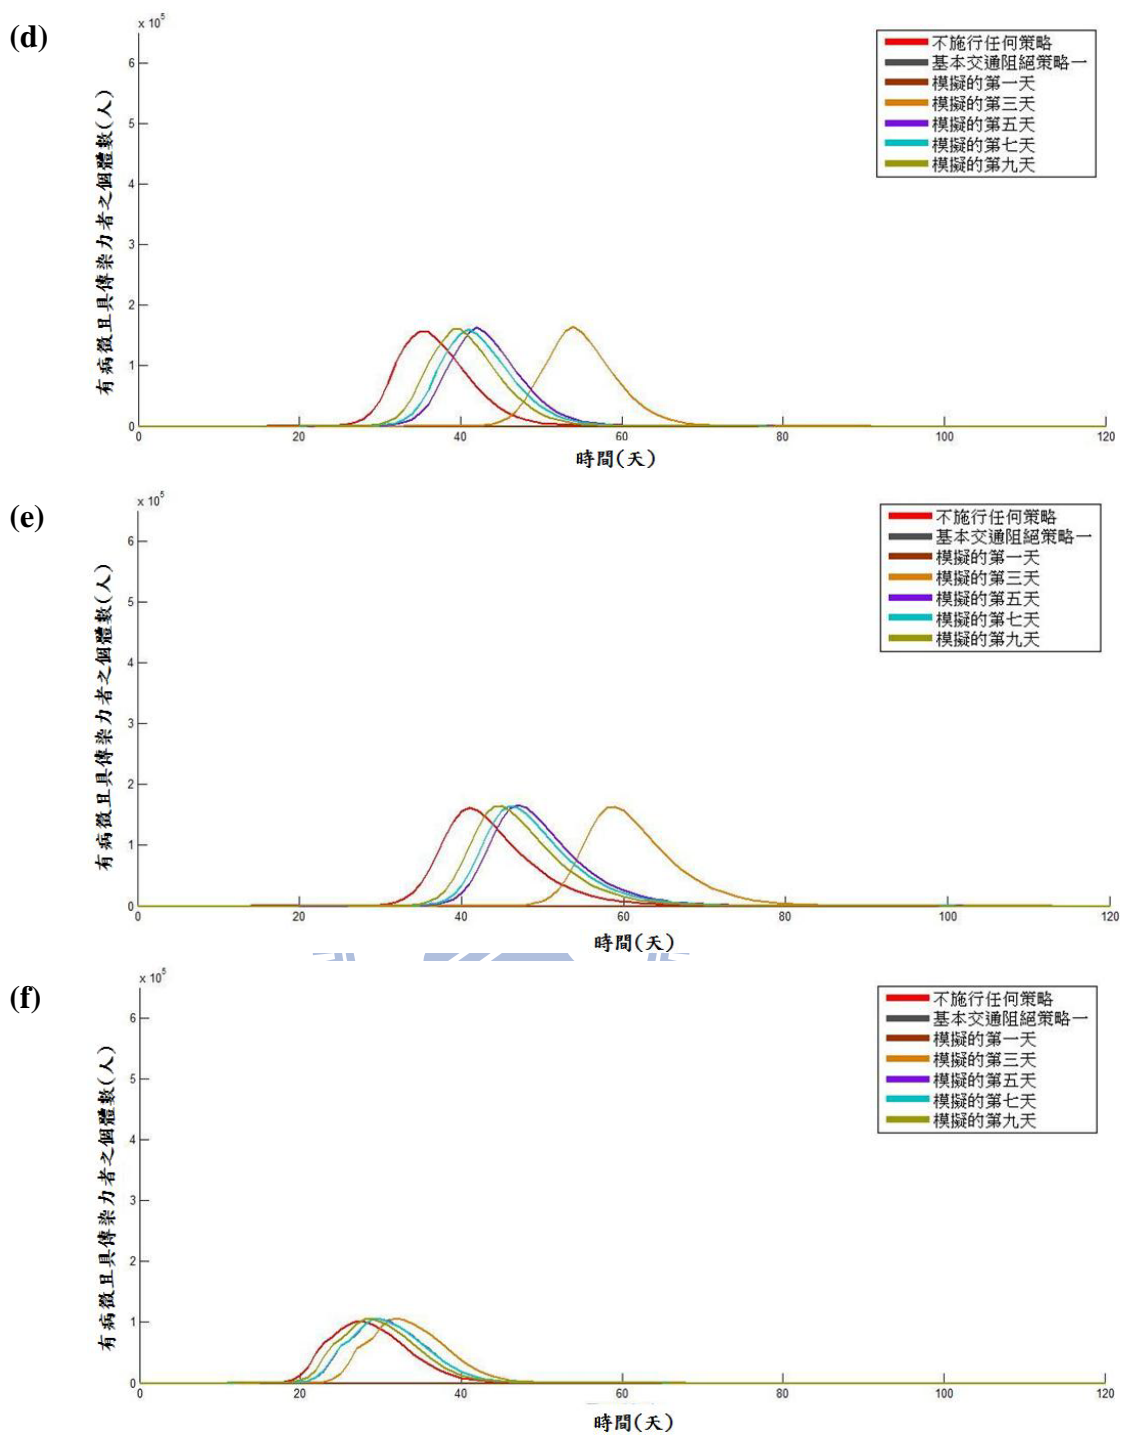 (d)
x 10^5
6
5
4
3
2
1
0
0 20 40 60 80 100 120
有病徵且具傳染力者之個體數(人)
時間(天)
不施行任何策略
基本交通阻絕策略一
模擬的第一天
模擬的第三天
模擬的第五天
模擬的第七天
模擬的第九天
(e)
x 10^5
6
5
4
3
2
1
0
0 20 40 60 80 100 120
有病徵且具傳染力者之個體數(人)
時間(天)
不施行任何策略
基本交通阻絕策略一
模擬的第一天
模擬的第三天
模擬的第五天
模擬的第七天
模擬的第九天
(f)
x 10^5
6
5
4
3
2
1
0
0 20 40 60 80 100 120
有病徵且具傳染力者之個體數(人)
時間(天)
不施行任何策略
基本交通阻絕策略一
模擬的第一天
模擬的第三天
模擬的第五天
模擬的第七天
模擬的第九天